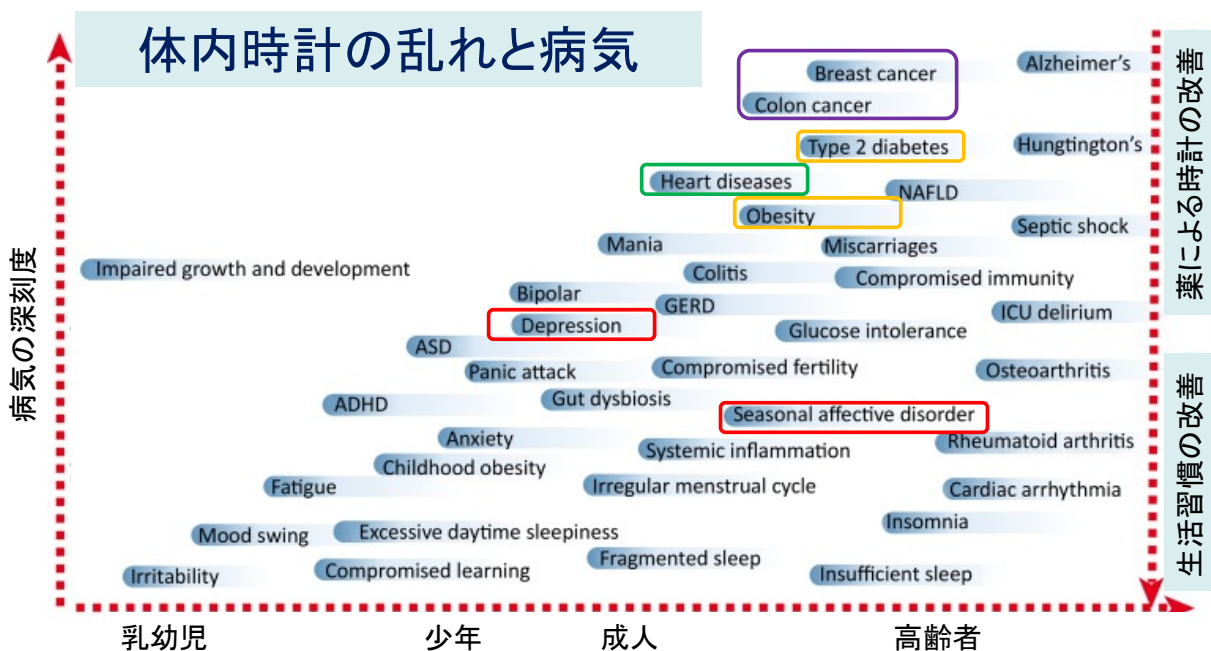 体内時計の乱れと病気
Breast cancer
Alzheimer's
Colon cancer
Type 2 diabetes
Hungtington's
Heart diseases
NAFLD
Obesity
Septic shock
Mania
Miscarriages
Impaired growth and development
Colitis
Compromised immunity
Bipolar
GERD
ICU delirium
Depression
Glucose intolerance
ASD
Panic attack
Compromised fertility
Osteoarthritis
ADHD
Gut dysbiosis
Seasonal affective disorder
Anxiety
Systemic inflammation
Rheumatoid arthritis
Childhood obesity
Fatigue
Irregular menstrual cycle
Cardiac arrhythmia
Mood swing
Excessive daytime sleepiness
Insomnia
Fragmented sleep
Irritability
Compromised learning
Insufficient sleep
病気の深刻度
薬による時計の改善
生活習慣の改善
乳幼児
少年
成人
高齢者